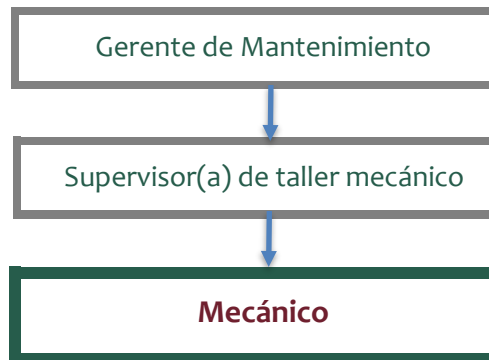 Gerente de Mantenimiento
Supervisor(a) de taller mecánico
Mecánico